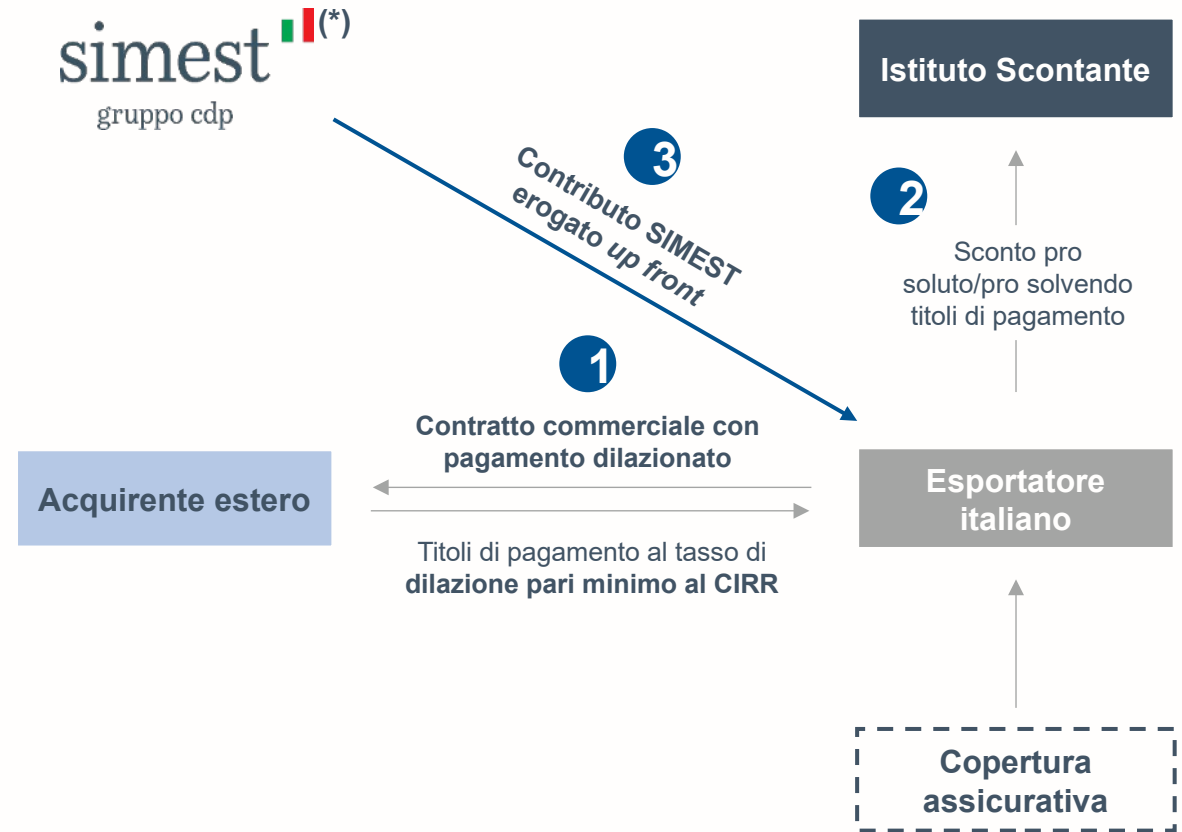 simest (*)
gruppo cdp
Istituto Scontante
3
Contributo SIMEST
erogato up front
2
Sconto pro
soluto/pro solvendo
titoli di pagamento
1
Contratto commerciale con
pagamento dilazionato
Acquirente estero
Esportatore
italiano
Titoli di pagamento al tasso di
dilazione pari minimo al CIRR
Copertura
assicurativa